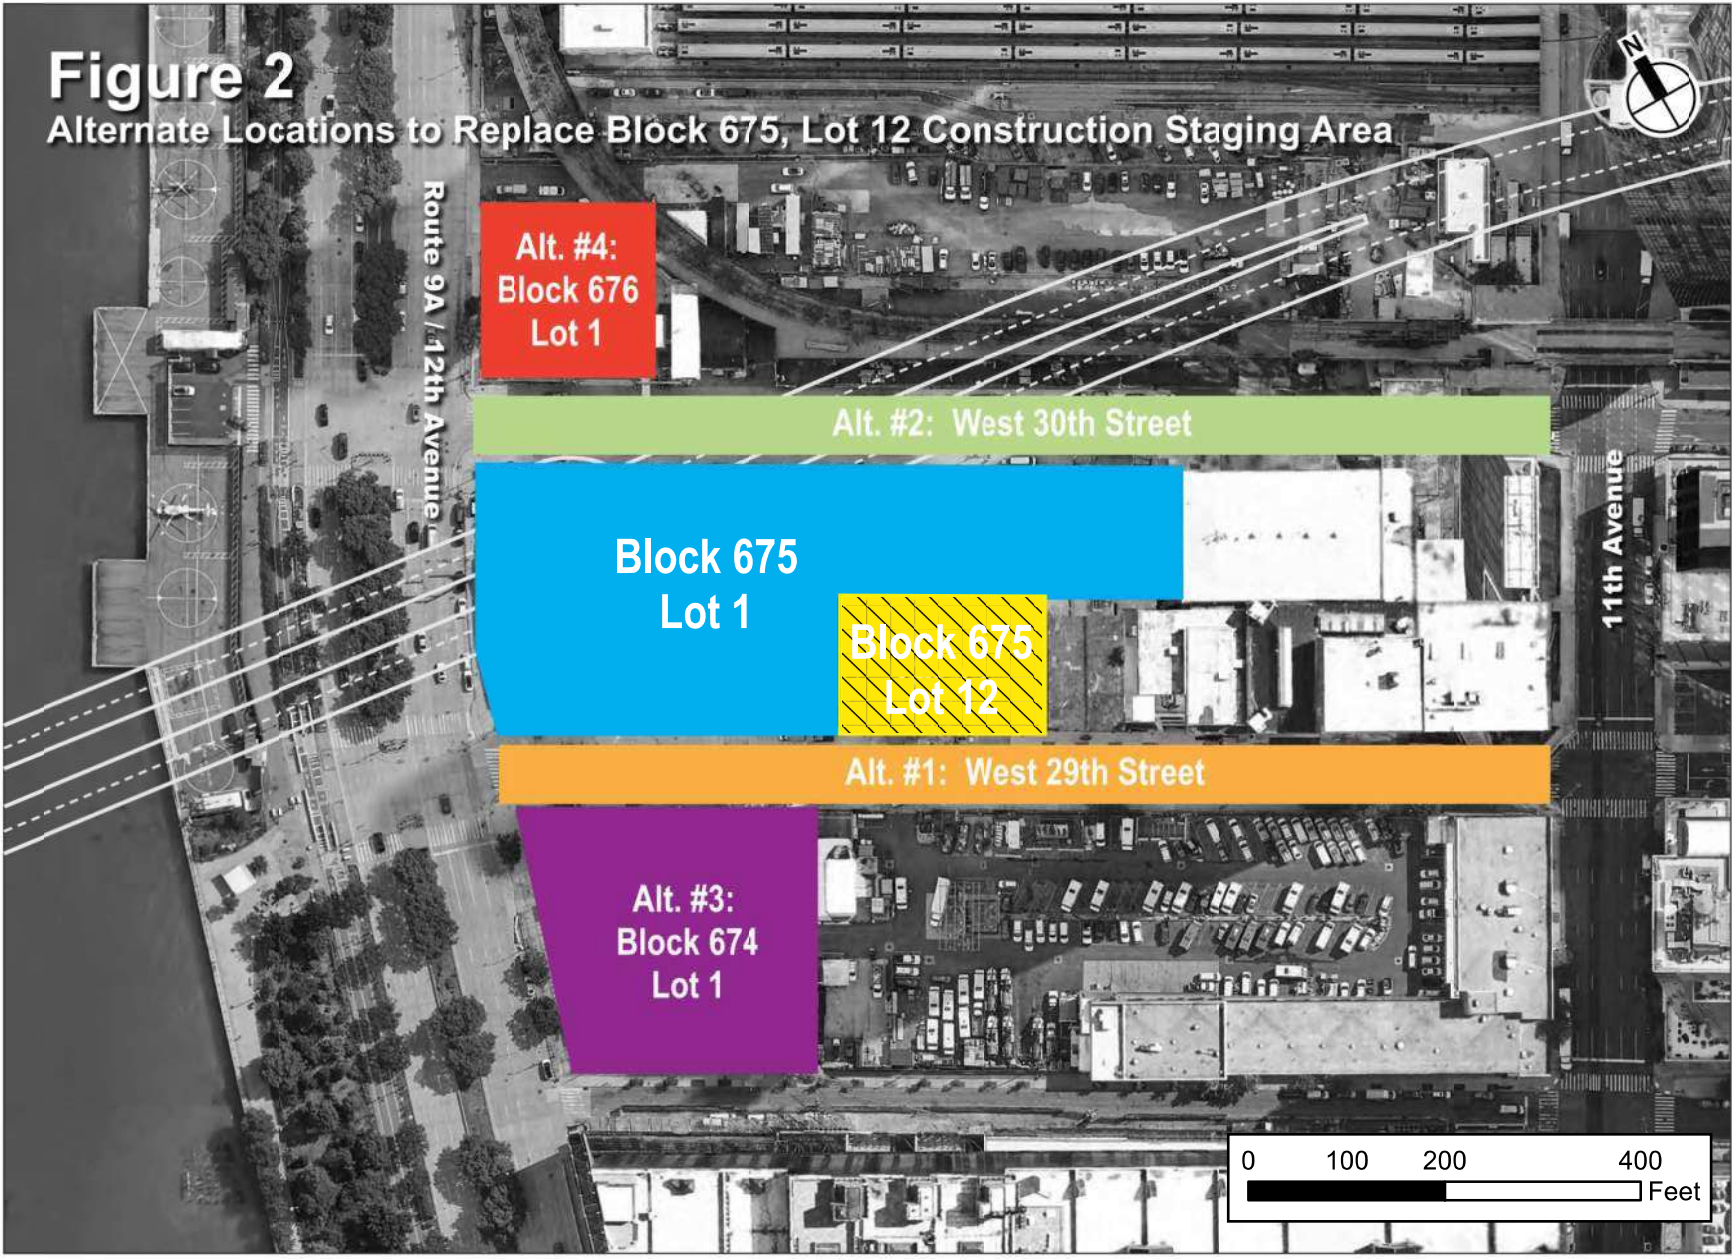 Figure 2
Alternate Locations to Replace Block 675, Lot 12 Construction Staging Area
N
Route 9A / 12th Avenue
Alt. #4:
Block 676
Lot 1
Alt. #2: West 30th Street
Block 675
Lot 1
Block 675
Lot 12
11th Avenue
Alt. #1: West 29th Street
Alt. #3:
Block 674
Lot 1
0 100 200 400
Feet